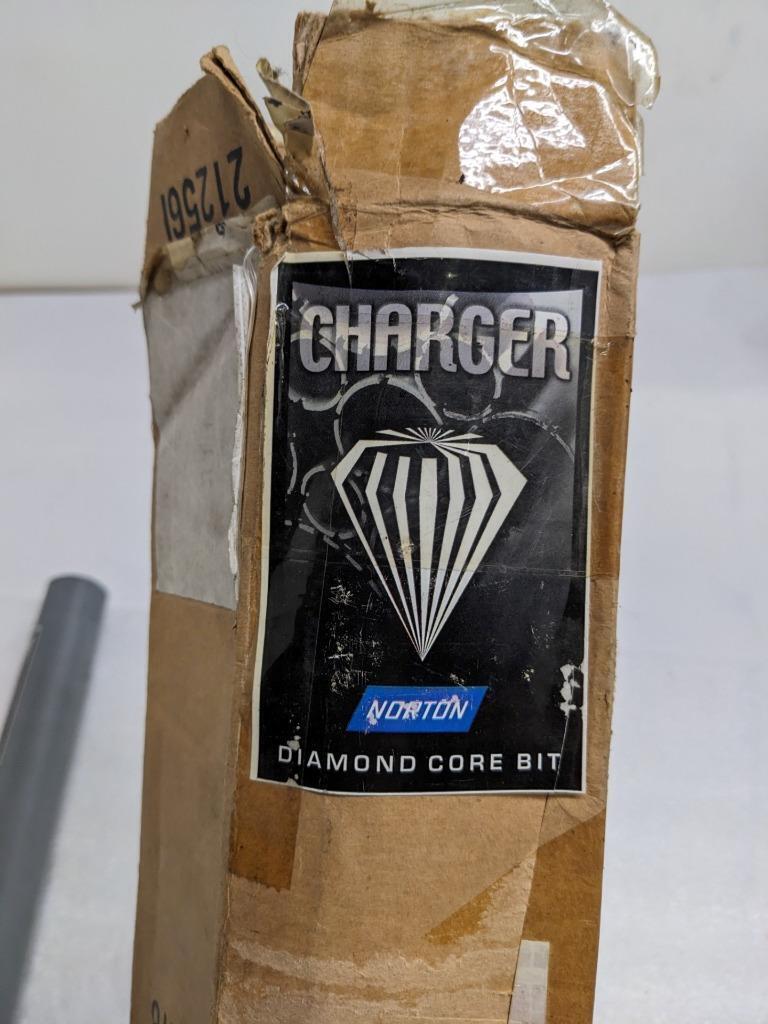 212561
CHARGER
NORTON
DIAMOND CORE BIT